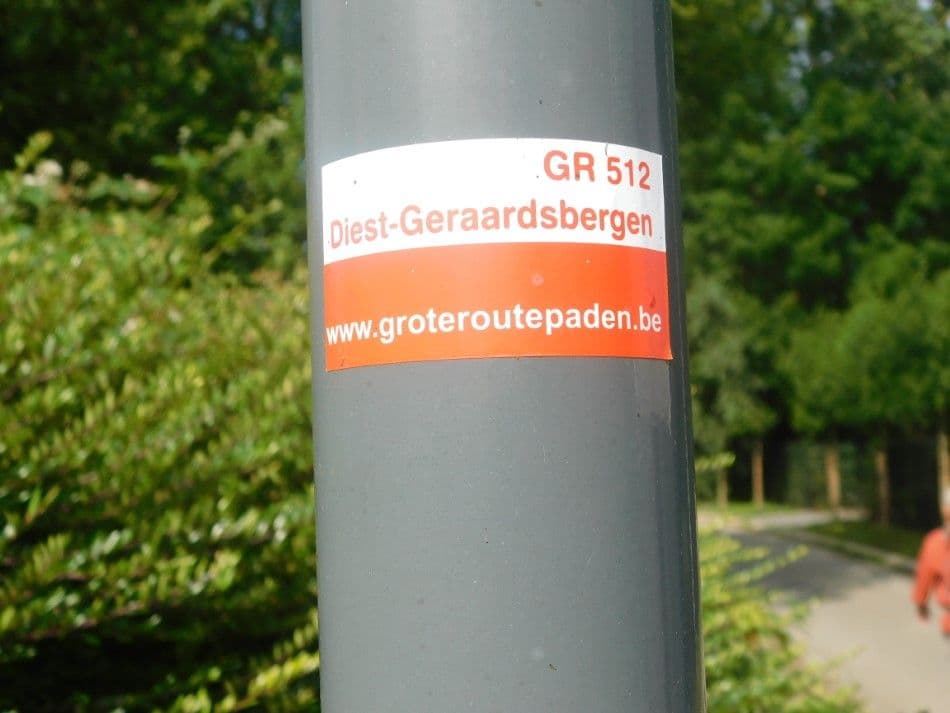 GR 512
Diest-Geraardsbergen
www.groteroutepaden.be